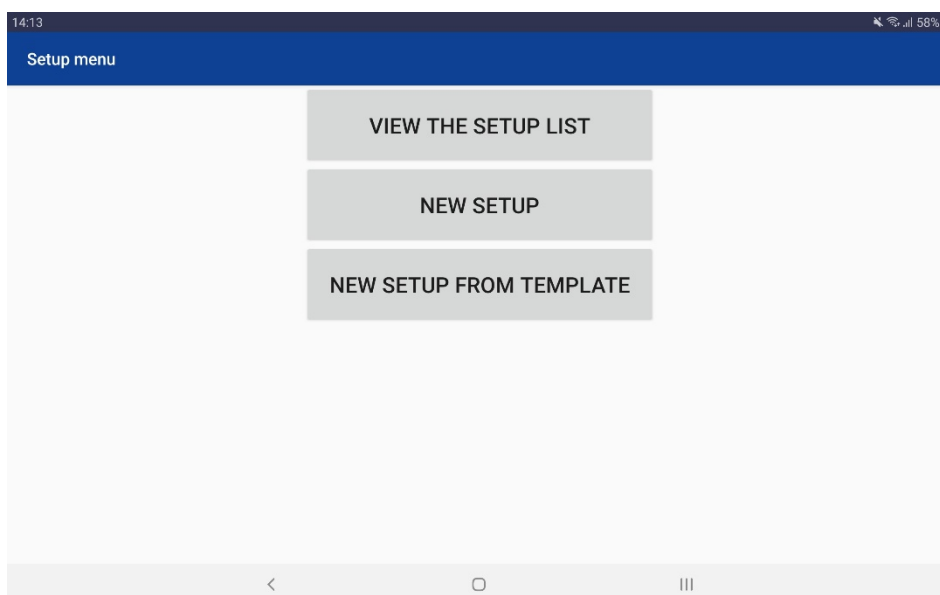 14:13 58%
Setup menu
VIEW THE SETUP LIST
NEW SETUP
NEW SETUP FROM TEMPLATE